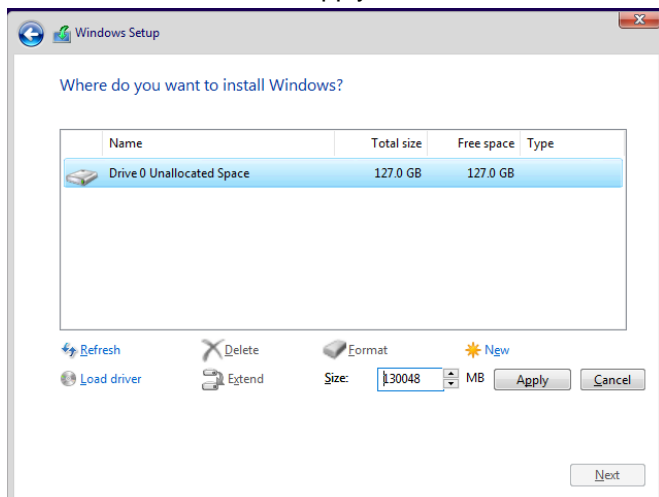 Apply
Windows Setup
Where do you want to install Windows?
Name Total size Free space Type
Drive 0 Unallocated Space 127.0 GB 127.0 GB
Refresh Delete Format New
Load driver Extend Size: 130048 MB Apply Cancel
Next